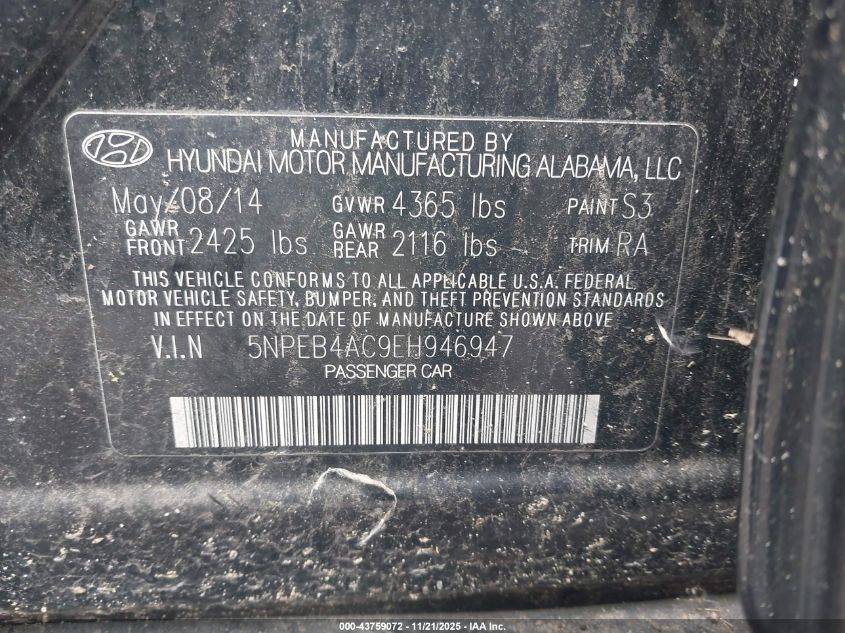 MANUFACTURED BY
HYUNDAI MOTOR MANUFACTURING ALABAMA, LLC
May/08/14 GVWR 4365 lbs PAINT S3
GAWR FRONT 2425 lbs GAWR REAR 2116 lbs TRIM RA
THIS VEHICLE CONFORMS TO ALL APPLICABLE U.S.A. FEDERAL
MOTOR VEHICLE SAFETY, BUMPER, AND THEFT PREVENTION STANDARDS
IN EFFECT ON THE DATE OF MANUFACTURE SHOWN ABOVE
V.I.N 5NPEB4AC9EH946947
PASSENGER CAR
000-43759072 - 11/21/2025 - IAA Inc.